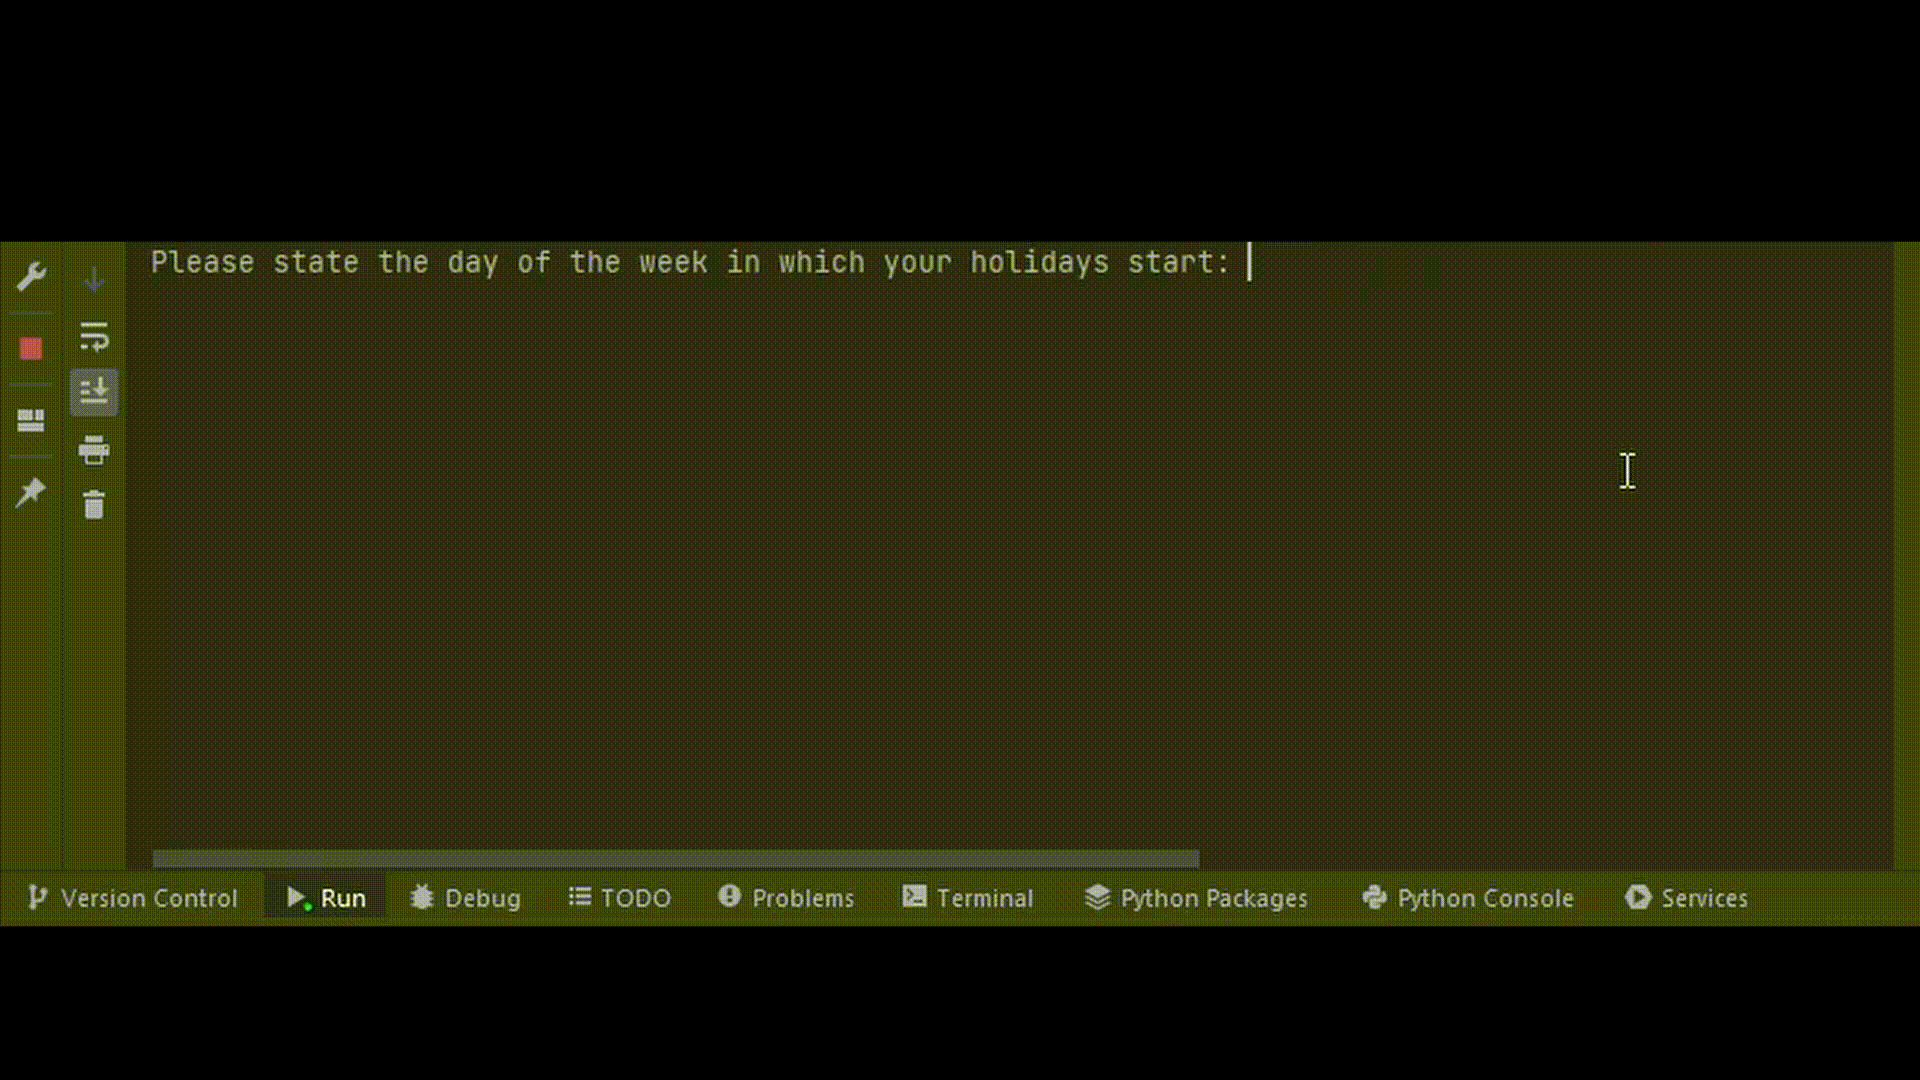 Please state the day of the week in which your holidays start:
Version Control Run Debug TODO Problems Terminal Python Packages Python Console Services